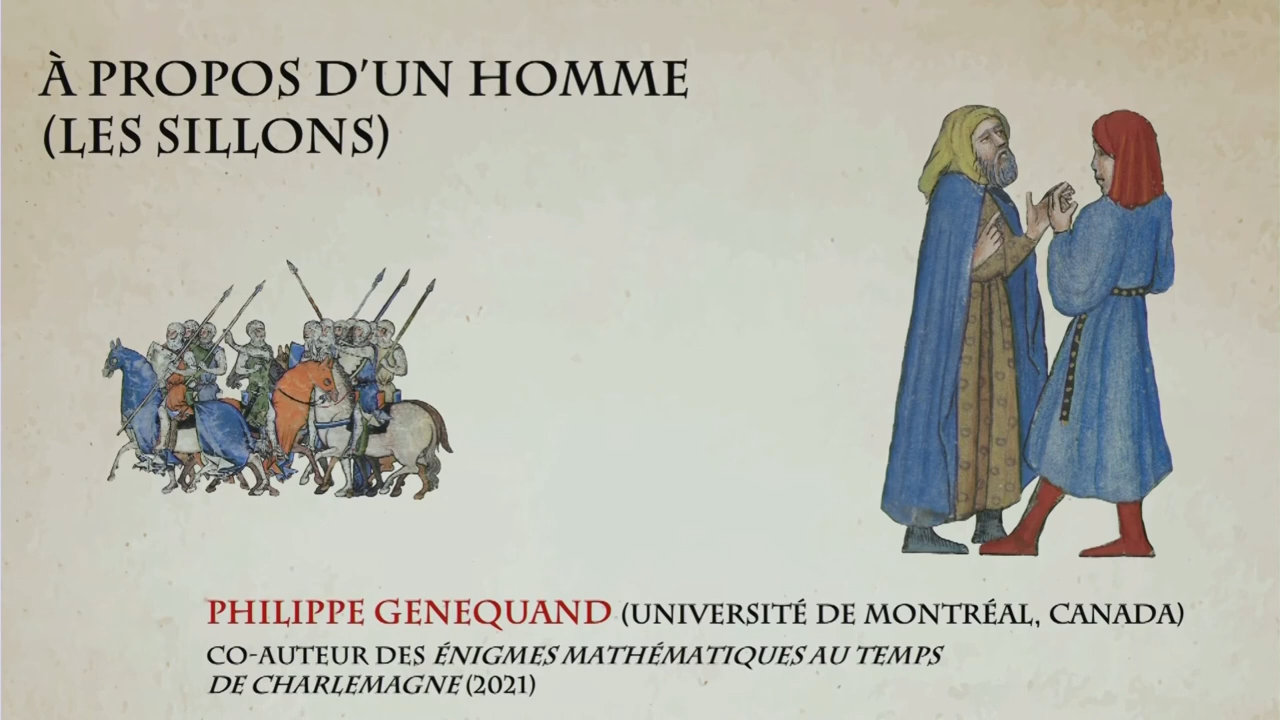 À PROPOS D'UN HOMME
(LES SILLONS)
PHILIPPE GENEQUAND (UNIVERSITÉ DE MONTRÉAL, CANADA)
CO-AUTEUR DES ÉNIGMES MATHÉMATIQUES AU TEMPS
DE CHARLEMAGNE (2021)